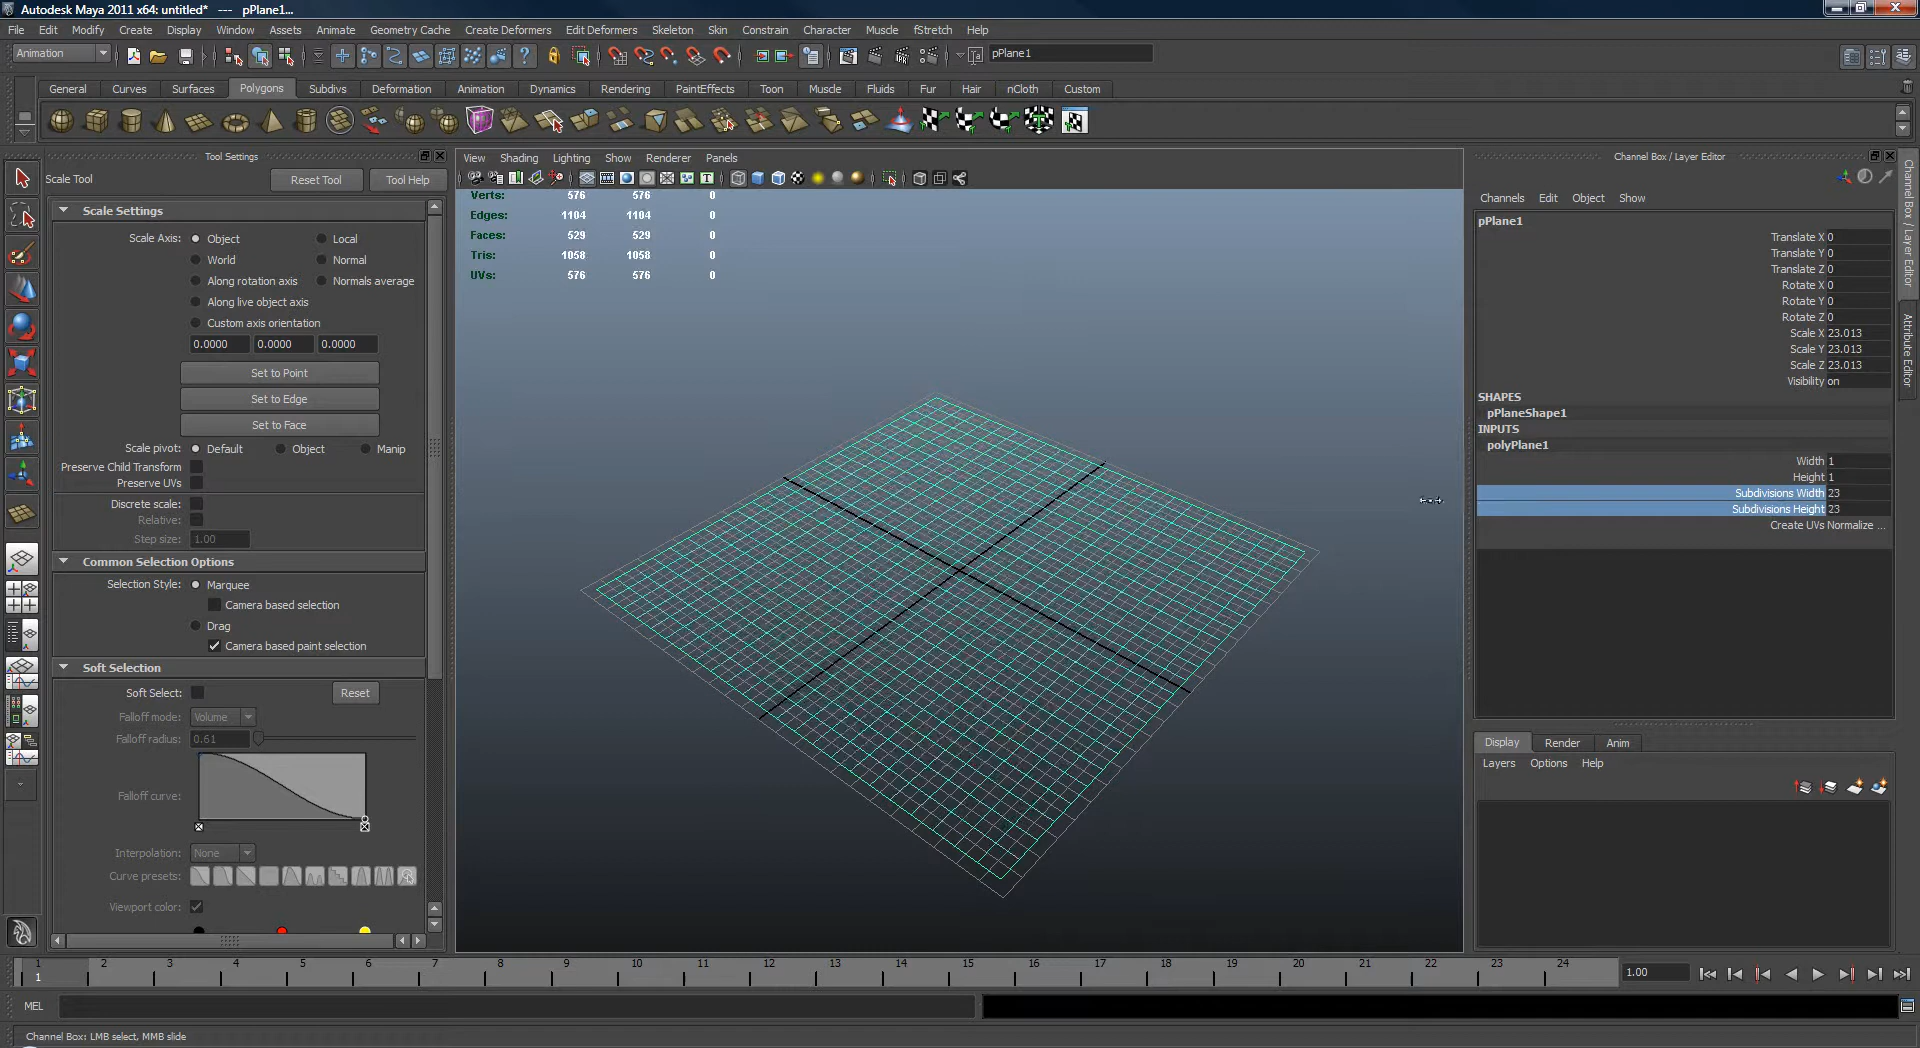 Autodesk Maya 2011 x64: untitled*   ---   pPlane1...
File Edit Modify Create Display Window Assets Animate Geometry Cache Create Deformers Edit Deformers Skeleton Skin Constrain Character Muscle fStretch Help
Animation
pPlane1
General Curves Surfaces Polygons Subdivs Deformation Animation Dynamics Rendering PaintEffects Toon Muscle Fluids Fur Hair nCloth Custom
Tool Settings
Scale Tool Reset Tool Tool Help
Scale Settings
Scale Axis: Object Local
World Normal
Along rotation axis Normals average
Along live object axis
Custom axis orientation
0.0000 0.0000 0.0000
Set to Point
Set to Edge
Set to Face
Scale pivot: Default Object Manip
Preserve Child Transform
Preserve UVs
Discrete scale:
Relative:
Step size: 1.00
Common Selection Options
Selection Style: Marquee
Camera based selection
Drag
Camera based paint selection
Soft Selection
Soft Select: Reset
Falloff mode: Volume
Falloff radius: 0.61
Falloff curve:
Interpolation: None
Curve presets:
Viewport color:
View Shading Lighting Show Renderer Panels
Verts: 576 576 0
Edges: 1104 1104 0
Faces: 529 529 0
Tris: 1058 1058 0
UVs: 576 576 0
Channel Box / Layer Editor
Channels Edit Object Show
pPlane1
Translate X 0
Translate Y 0
Translate Z 0
Rotate X 0
Rotate Y 0
Rotate Z 0
Scale X 23.013
Scale Y 23.013
Scale Z 23.013
Visibility on
SHAPES
pPlaneShape1
INPUTS
polyPlane1
Width 1
Height 1
Subdivisions Width 23
Subdivisions Height 23
Create UVs Normalize ...
Channel Box / Layer Editor
Attribute Editor
Display Render Anim
Layers Options Help
1 2 3 4 5 6 7 8 9 10 11 12 13 14 15 16 17 18 19 20 21 22 23 24
1
1.00
MEL
Channel Box: LMB select, MMB slide